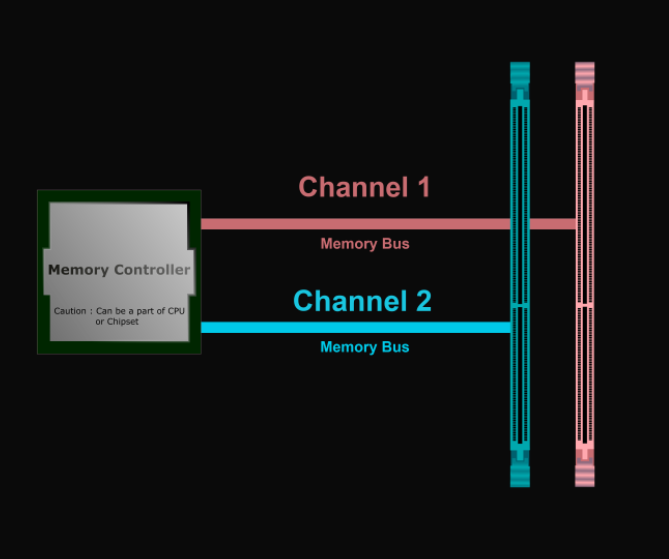 Channel 1
Memory Bus
Memory Controller
Caution : Can be a part of CPU
or Chipset
Channel 2
Memory Bus